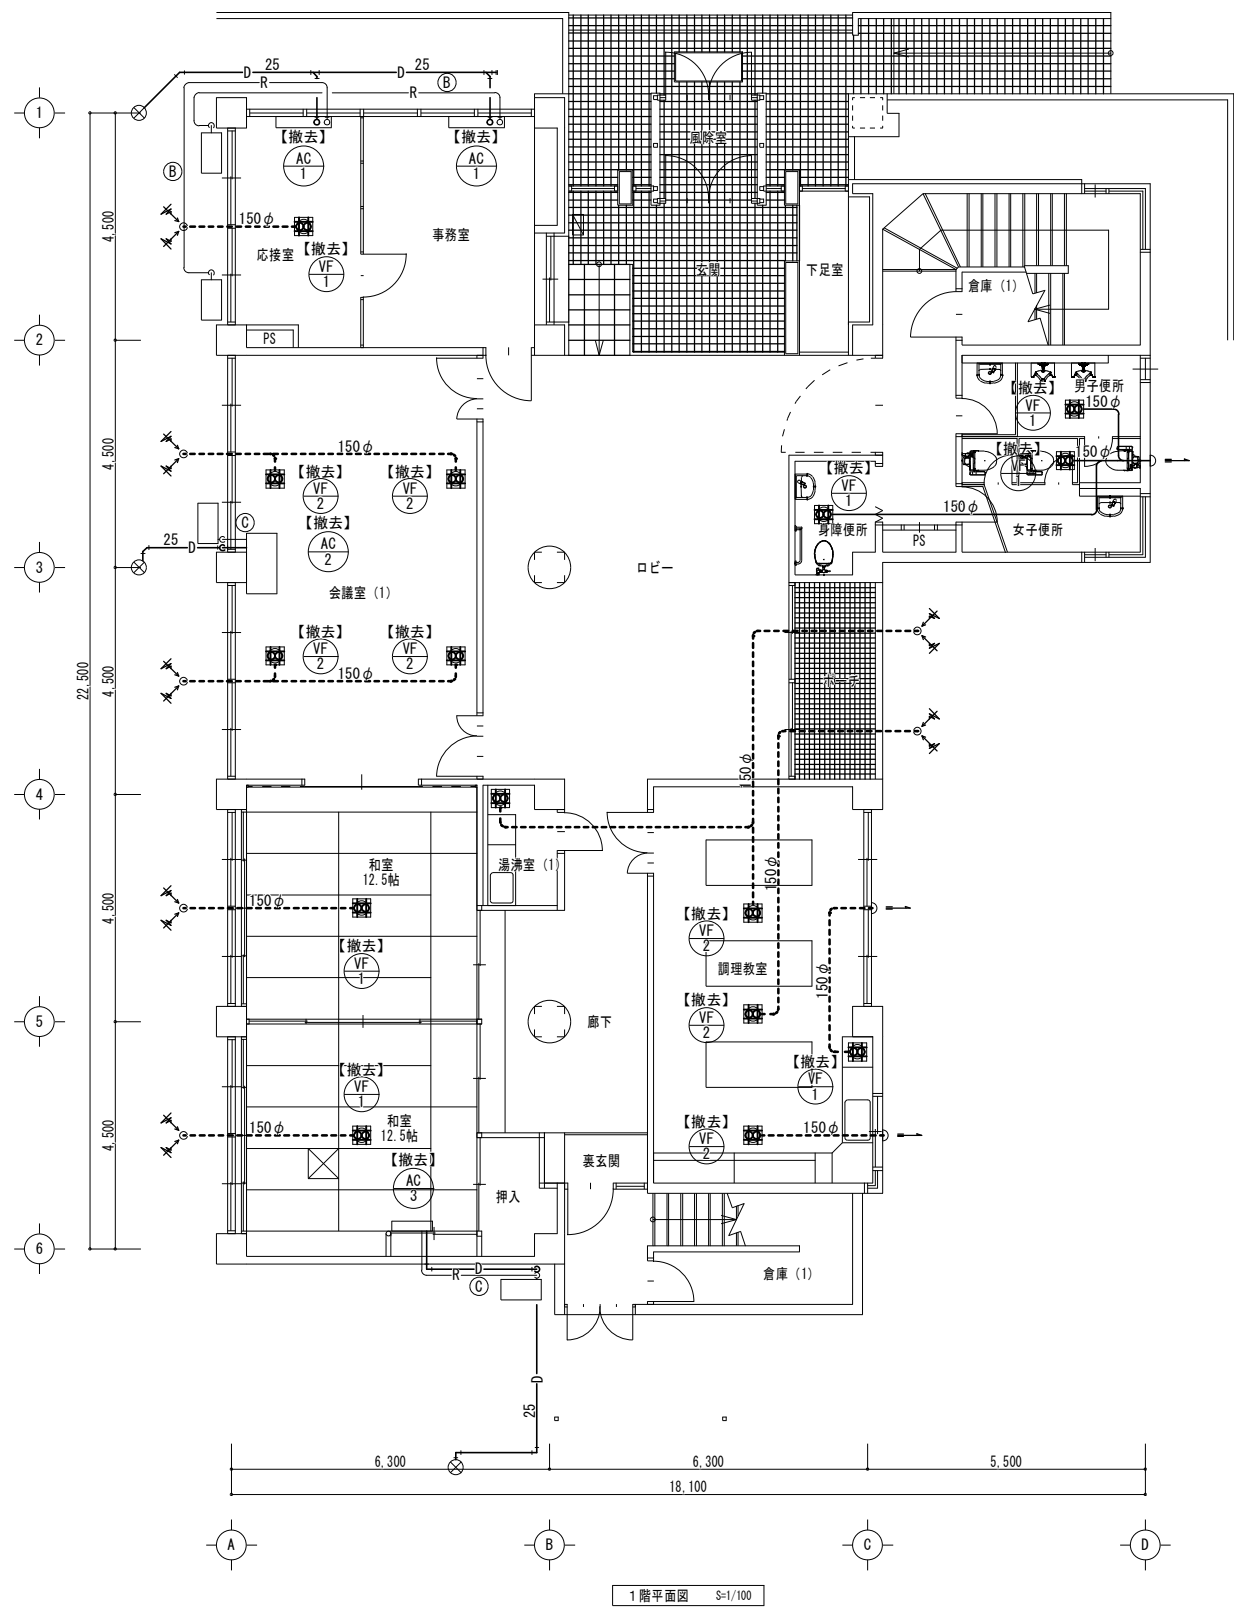 25
25
D
D
R
R
B
1
【撤去】
AC
1
【撤去】
AC
1
風除室
B
150φ
応接室
【撤去】
VF
1
事務室
玄関
下足室
倉庫 (1)
4,500
PS
2
【撤去】
VF
1
男子便所
150φ
150φ
【撤去】
VF
2
【撤去】
VF
2
【撤去】
VF
1
【撤去】
VF
150φ
150φ
身障便所
PS
女子便所
4,500
C
【撤去】
AC
2
25
D
3
会議室 (1)
ロビー
【撤去】
VF
2
【撤去】
VF
2
150φ
22,500
4,500
ポーチ
150φ
4
和室
12.5帖
湯沸室 (1)
150φ
150φ
【撤去】
VF
1
【撤去】
VF
2
調理教室
150φ
4,500
5
廊下
【撤去】
VF
2
【撤去】
VF
1
【撤去】
VF
1
和室
12.5帖
150φ
【撤去】
VF
2
150φ
4,500
【撤去】
AC
3
押入
裏玄関
6
D
R
C
倉庫 (1)
D
25
6,300
6,300
5,500
18,100
A
B
C
D
1階平面図 S=1/100